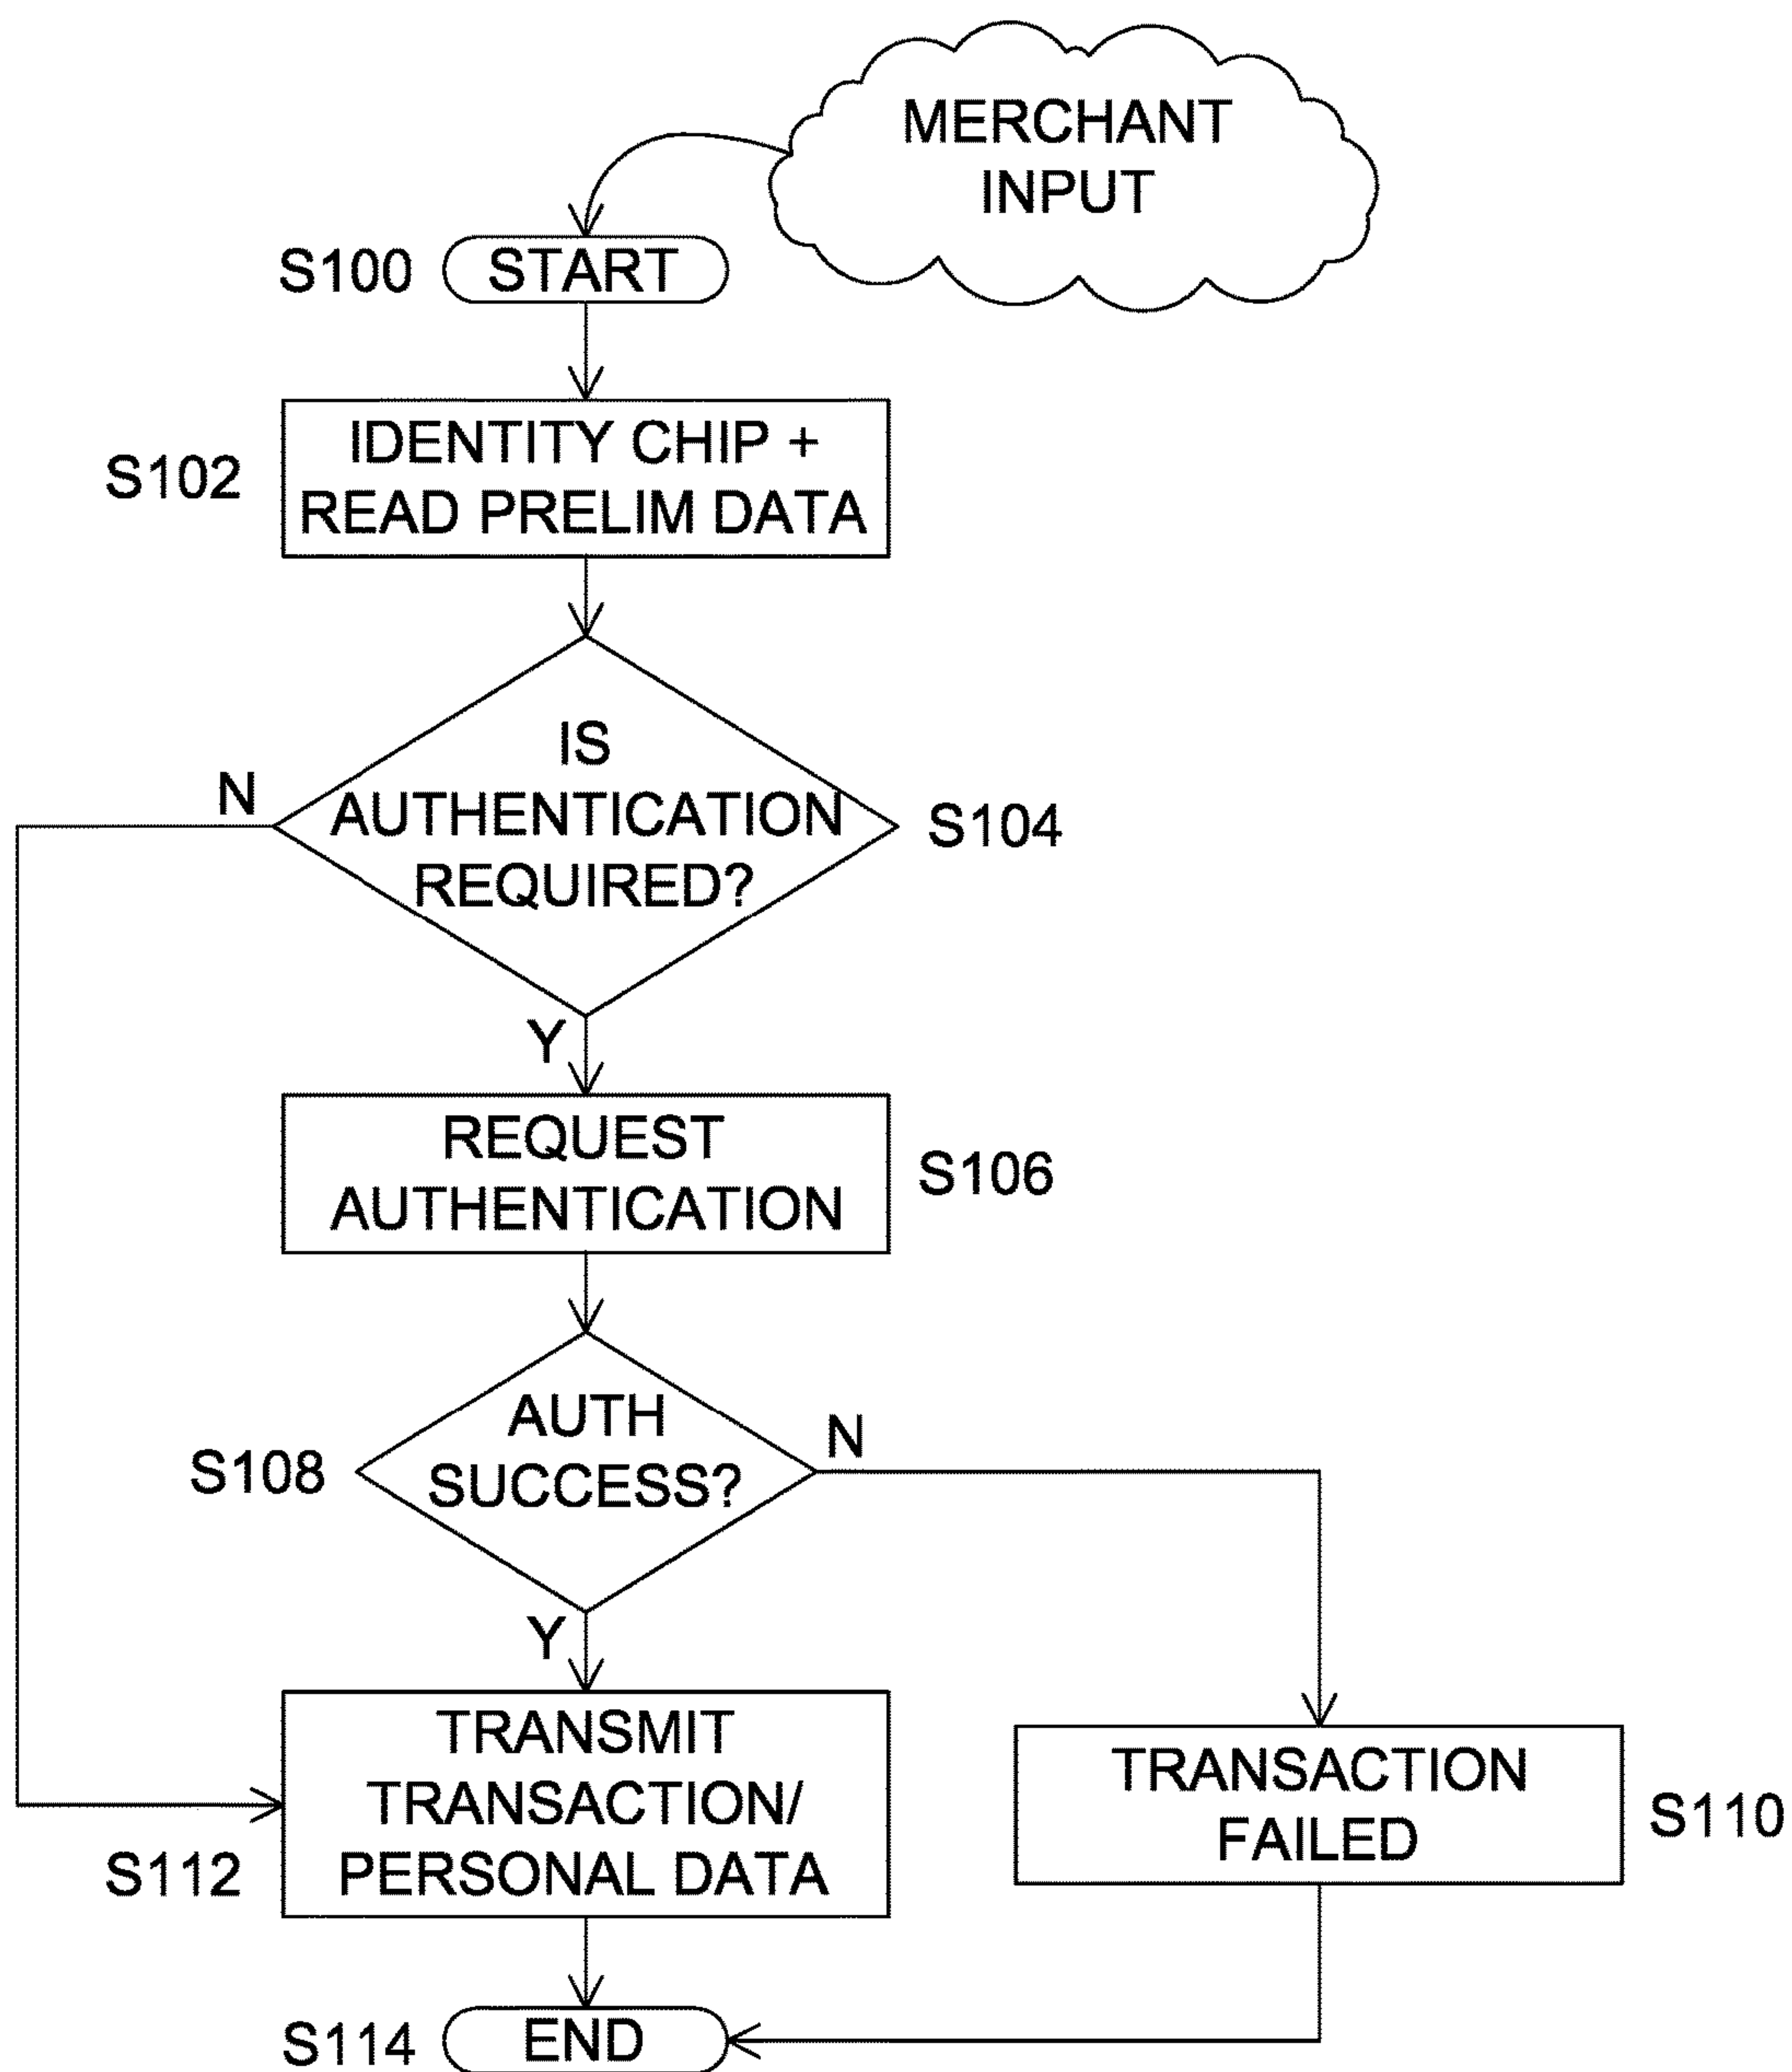 MERCHANT
INPUT
S100
START
S102
IDENTITY CHIP +
READ PRELIM DATA
N
IS
AUTHENTICATION
REQUIRED?
S104
Y
REQUEST
AUTHENTICATION
S106
S108
AUTH
SUCCESS?
N
Y
TRANSMIT
TRANSACTION/
PERSONAL DATA
S112
TRANSACTION
FAILED
S110
S114
END